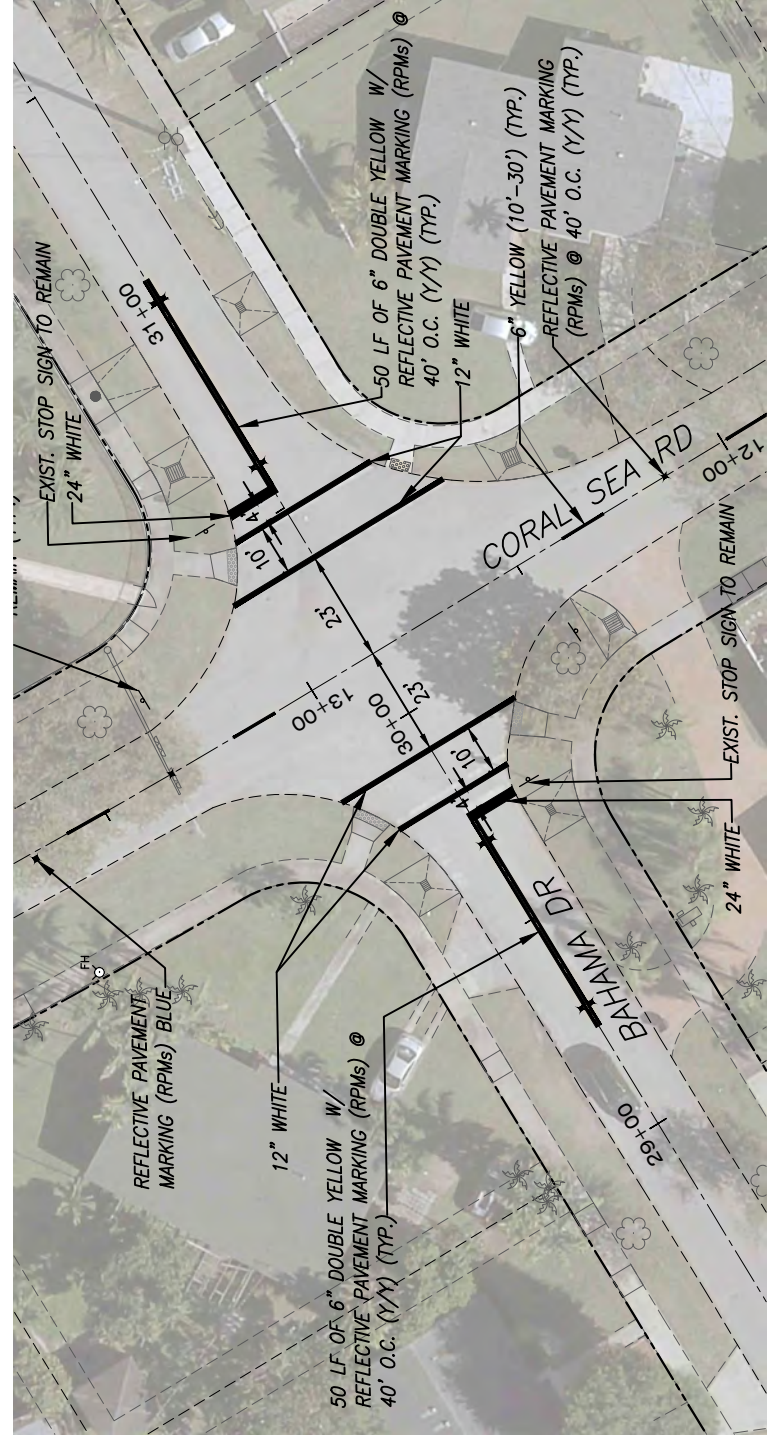 EXIST. STOP SIGN TO REMAIN
24" WHITE
31+00
50 LF OF 6" DOUBLE YELLOW W/
REFLECTIVE PAVEMENT MARKING (RPMs) @
40' O.C. (Y/Y) (TYP.)
12" WHITE
6" YELLOW (10'-30') (TYP.)
REFLECTIVE PAVEMENT MARKING
(RPMs) @ 40' O.C. (Y/Y) (TYP.)
4'
10'
23'
CORAL SEA RD
12+00
13+00
30+00
23'
10'
4'
EXIST. STOP SIGN TO REMAIN
24" WHITE
FH
REFLECTIVE PAVEMENT
MARKING (RPMs) BLUE
12" WHITE
50 LF OF 6" DOUBLE YELLOW W/
REFLECTIVE PAVEMENT MARKING (RPMs) @
40' O.C. (Y/Y) (TYP.)
BAHAMA DR
29+00